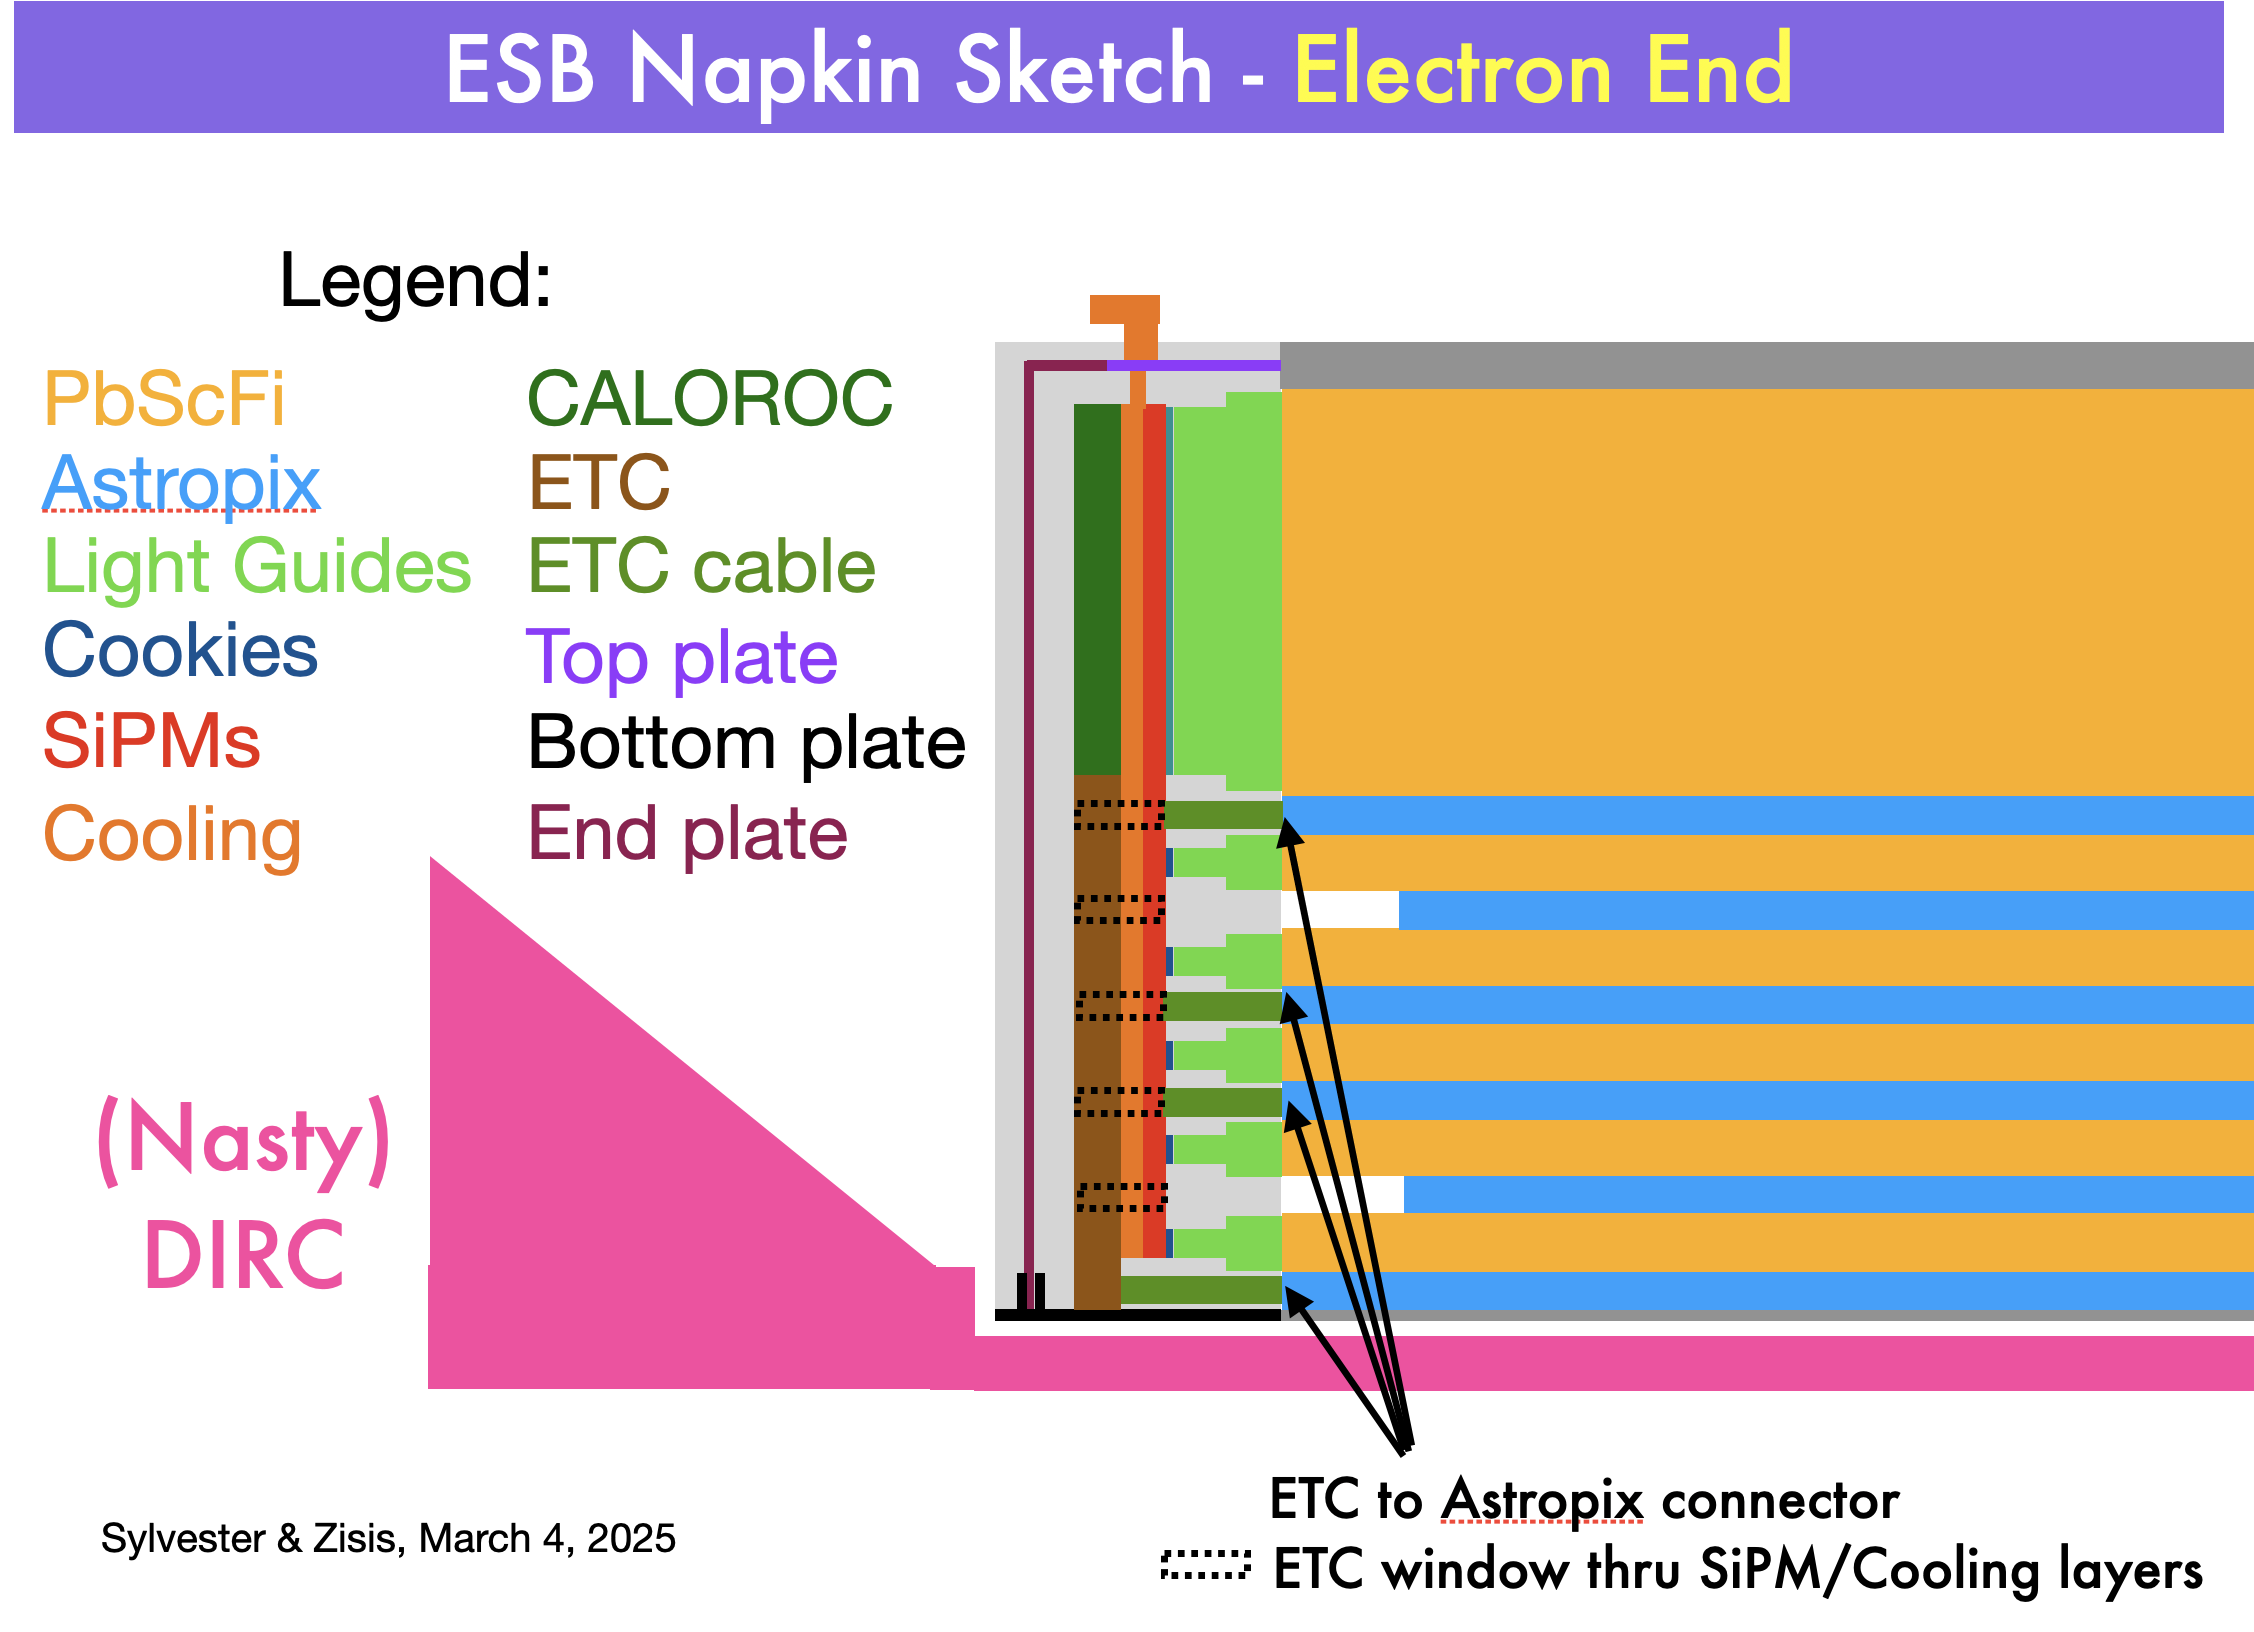 ESB Napkin Sketch - Electron End
Legend:
PbScFi
Astropix
Light Guides
Cookies
SiPMs
Cooling
CALOROC
ETC
ETC cable
Top plate
Bottom plate
End plate
(Nasty)
DIRC
ETC to Astropix connector
ETC window thru SiPM/Cooling layers
Sylvester & Zisis, March 4, 2025